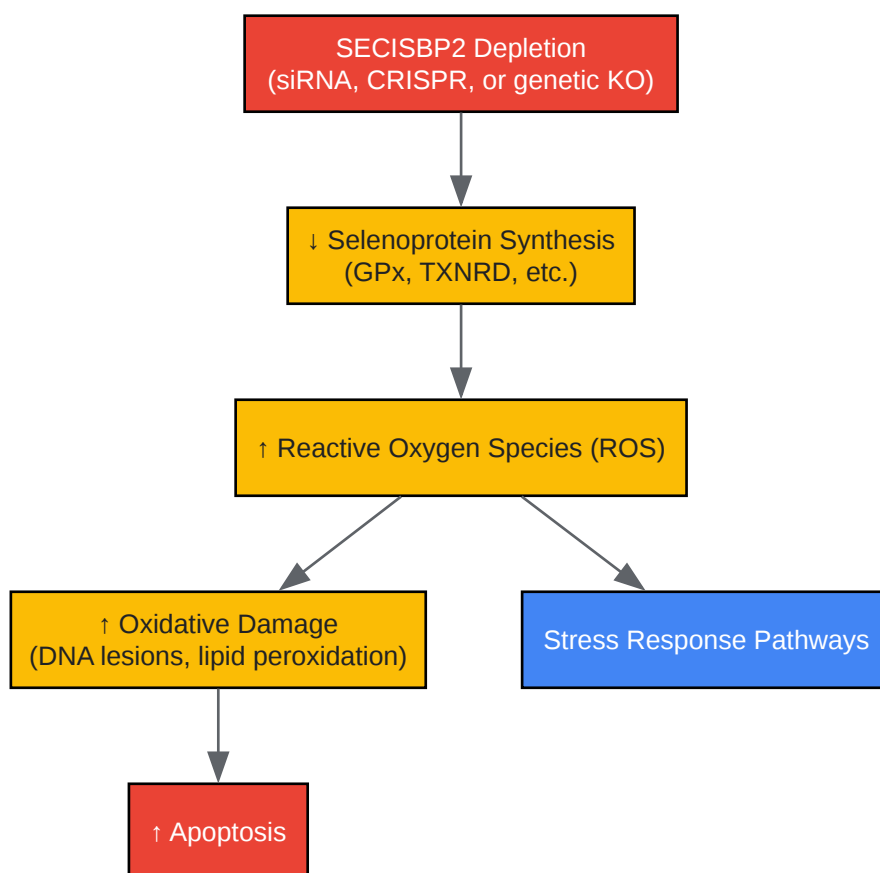 SECISBP2 Depletion
(siRNA, CRISPR, or genetic KO)
↓ Selenoprotein Synthesis
(GPx, TXNRD, etc.)
↑ Reactive Oxygen Species (ROS)
↑ Oxidative Damage
(DNA lesions, lipid peroxidation)
Stress Response Pathways
↑ Apoptosis